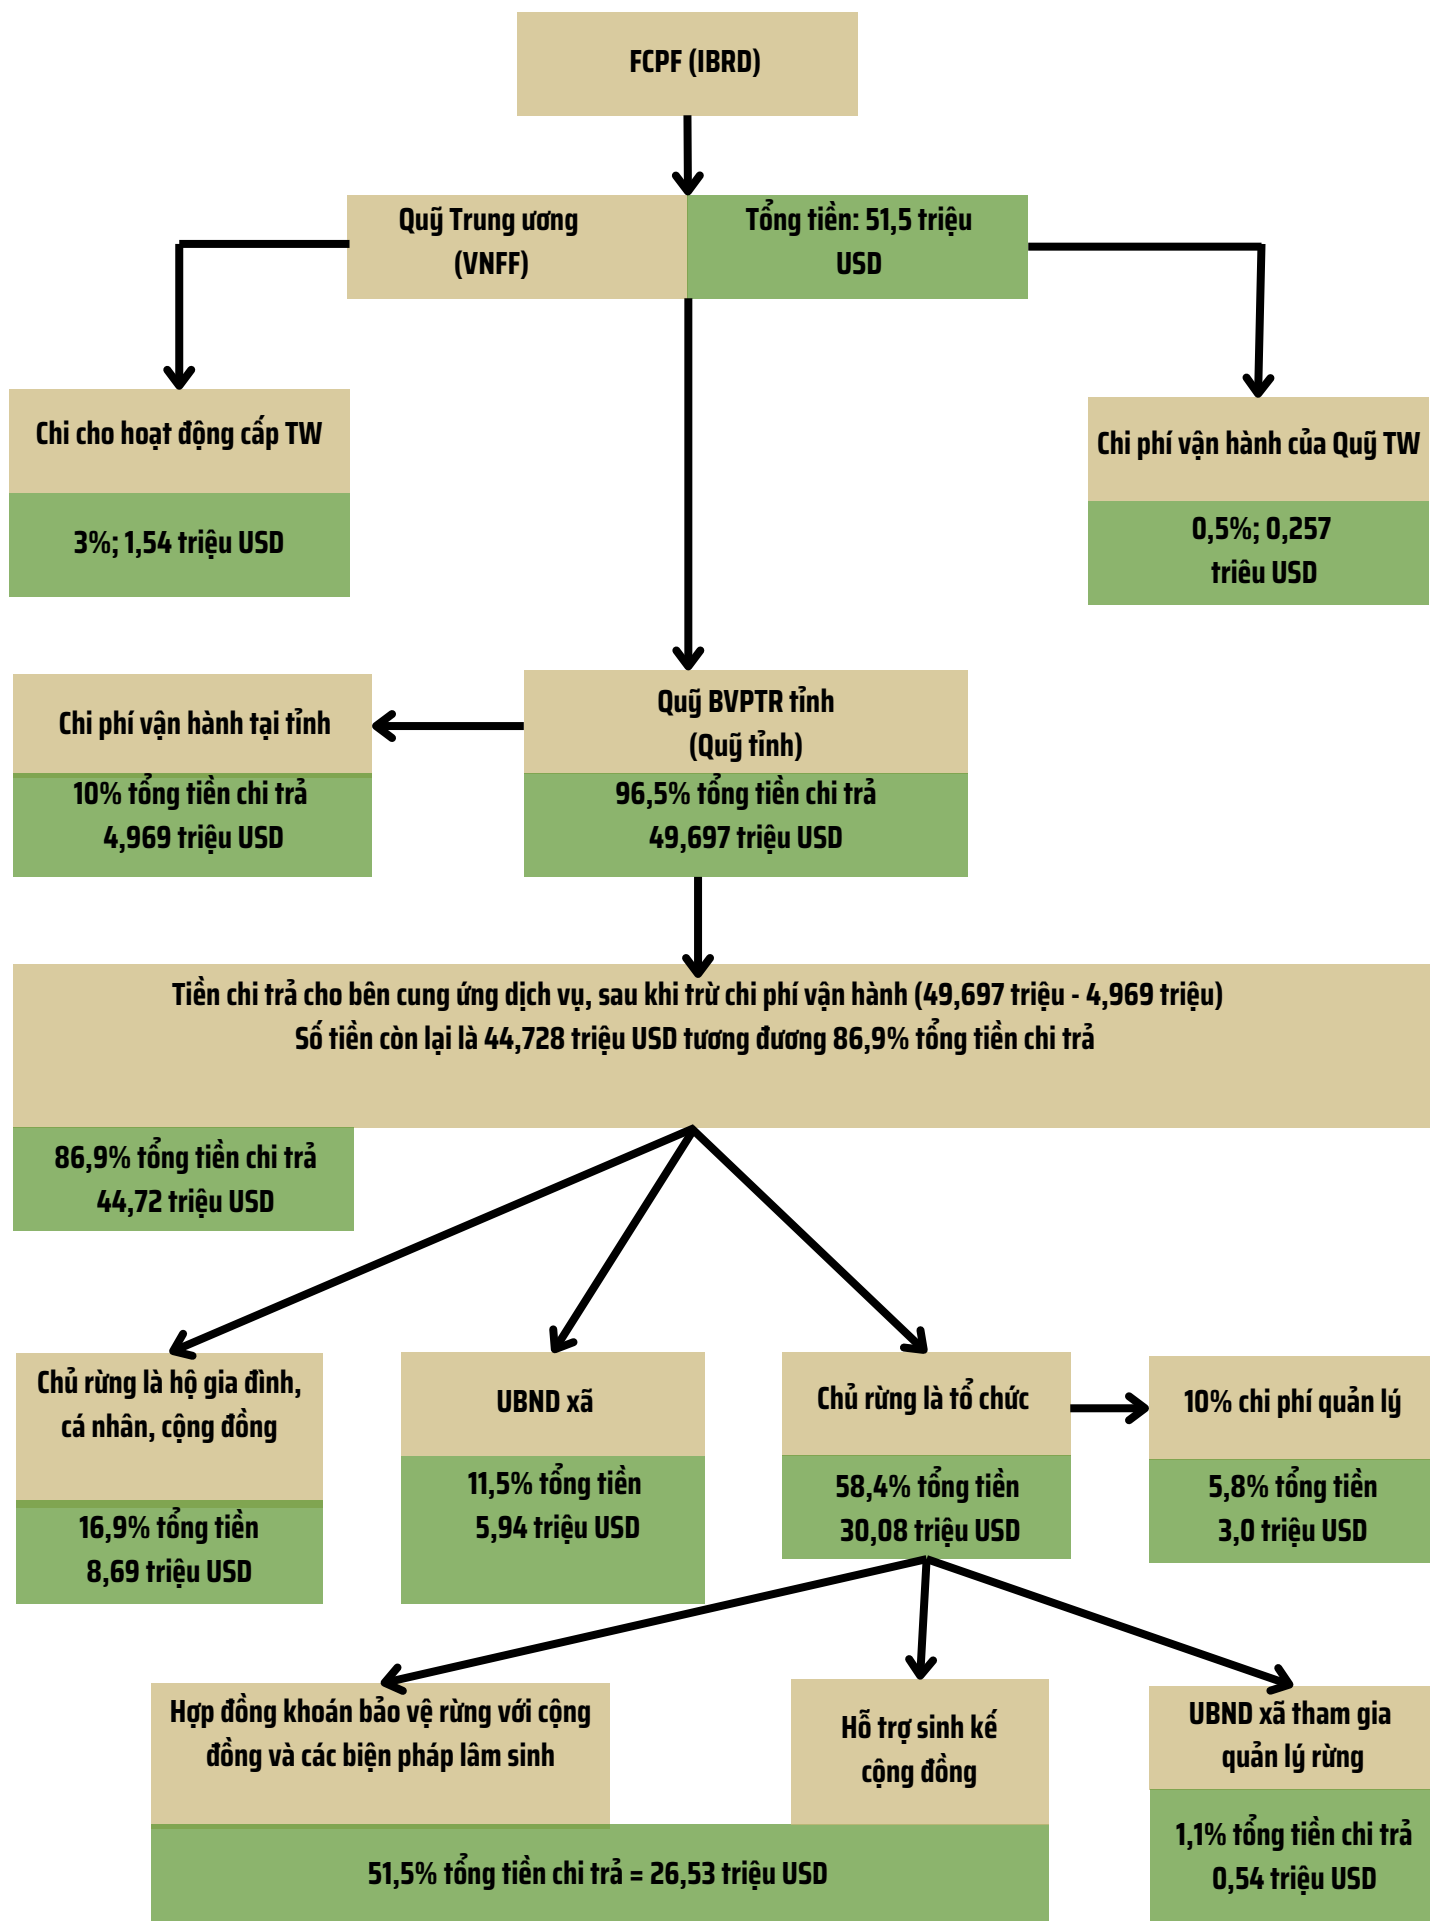 FCPF (IBRD)
Quỹ Trung ương
(VNFF)
Tổng tiền: 51,5 triệu
USD
Chi cho hoạt động cấp TW
3%; 1,54 triệu USD
Chi phí vận hành của Quỹ TW
0,5%; 0,257
triêu USD
Chi phí vận hành tại tỉnh
10% tổng tiền chi trả
4,969 triệu USD
Quỹ BVPTR tỉnh
(Quỹ tỉnh)
96,5% tổng tiền chi trả
49,697 triệu USD
Tiền chi trả cho bên cung ứng dịch vụ, sau khi trừ chi phí vận hành (49,697 triệu - 4,969 triệu)
Số tiền còn lại là 44,728 triệu USD tương đương 86,9% tổng tiền chi trả
86,9% tổng tiền chi trả
44,72 triệu USD
Chủ rừng là hộ gia đình,
cá nhân, cộng đồng
16,9% tổng tiền
8,69 triệu USD
UBND xã
11,5% tổng tiền
5,94 triệu USD
Chủ rừng là tổ chức
58,4% tổng tiền
30,08 triệu USD
10% chi phí quản lý
5,8% tổng tiền
3,0 triệu USD
Hợp đồng khoán bảo vệ rừng với cộng
đồng và các biện pháp lâm sinh
Hỗ trợ sinh kế
cộng đồng
51,5% tổng tiền chi trả = 26,53 triệu USD
UBND xã tham gia
quản lý rừng
1,1% tổng tiền chi trả
0,54 triệu USD